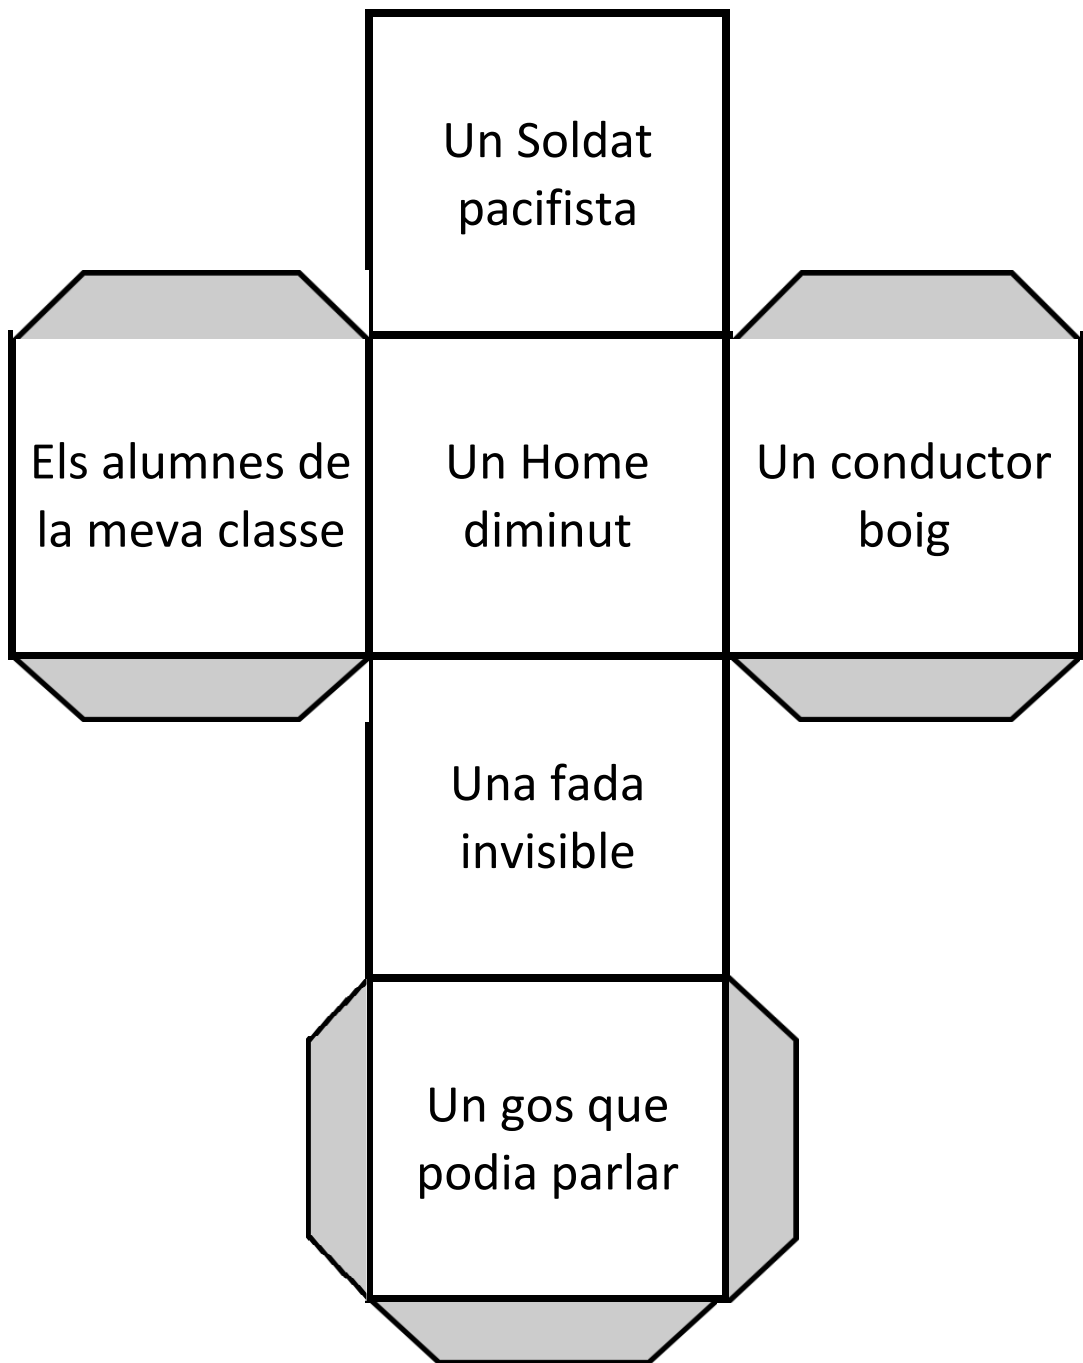 Un Soldat
pacifista
Els alumnes de
la meva classe
Un Home
diminut
Un conductor
boig
Una fada
invisible
Un gos que
podia parlar